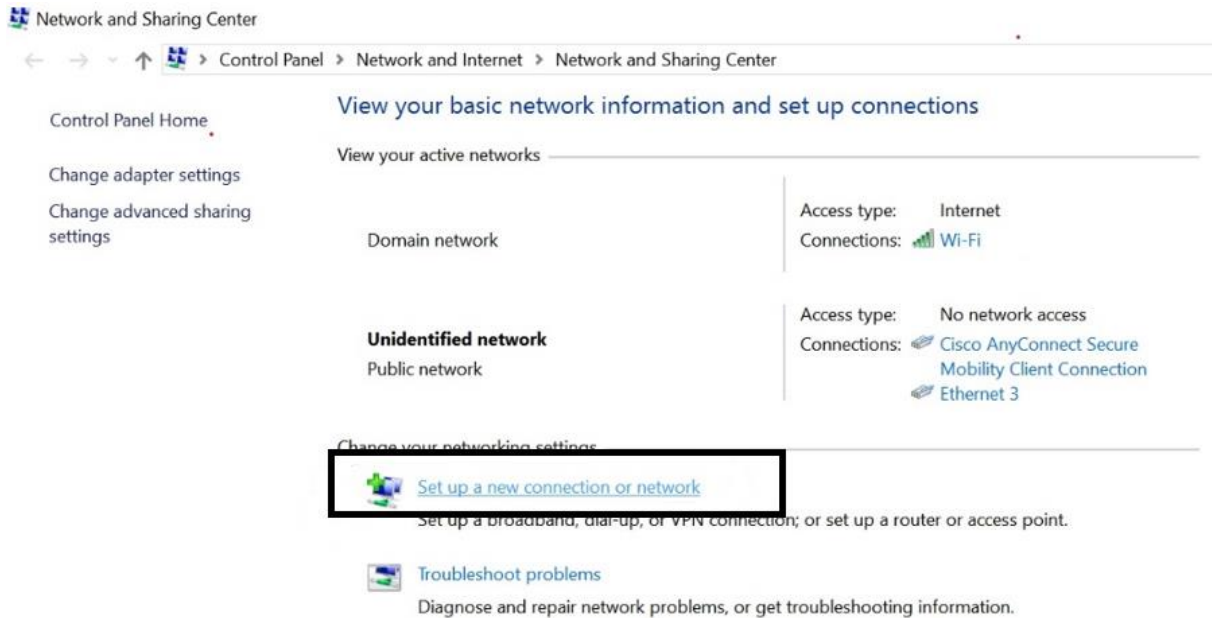 Network and Sharing Center
Control Panel > Network and Internet > Network and Sharing Center
Control Panel Home
Change adapter settings
Change advanced sharing
settings
View your basic network information and set up connections
View your active networks
Domain network
Access type: Internet
Connections: Wi-Fi
Unidentified network
Public network
Access type: No network access
Connections: Cisco AnyConnect Secure
Mobility Client Connection
Ethernet 3
Change your networking settings
Set up a new connection or network
Set up a broadband, dial-up, or VPN connection; or set up a router or access point.
Troubleshoot problems
Diagnose and repair network problems, or get troubleshooting information.